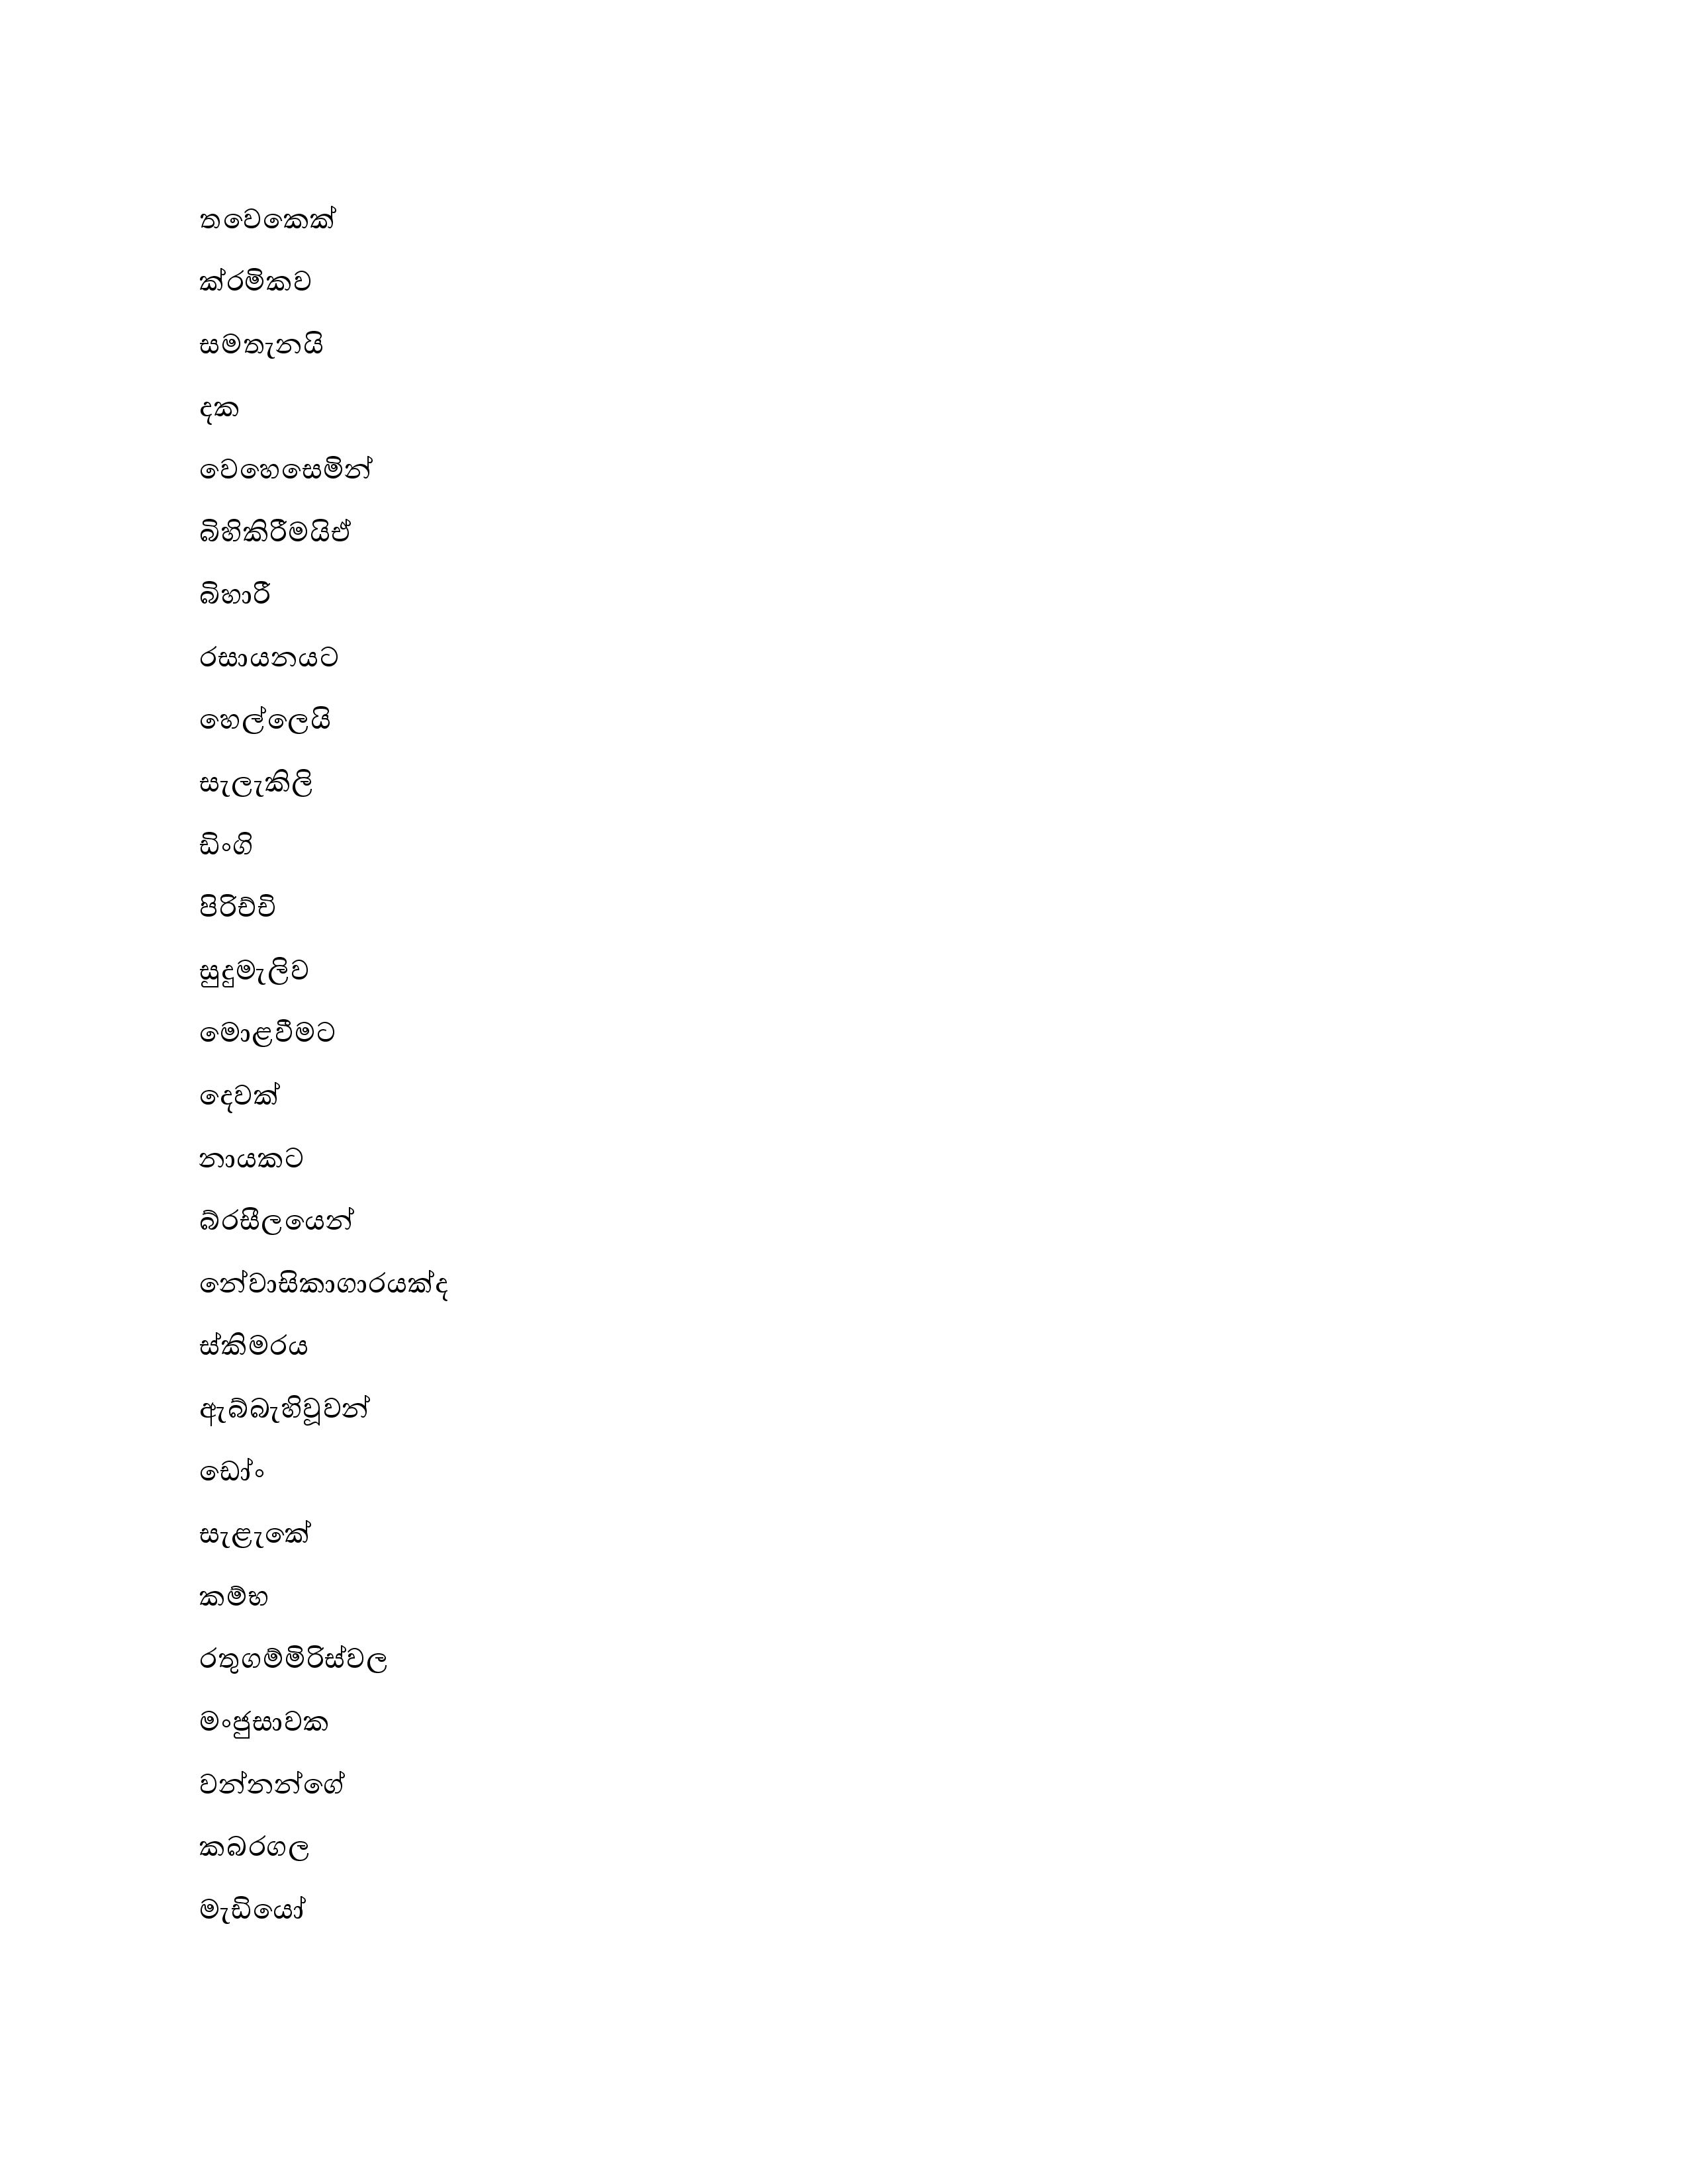 තවෙකෙක්
ක්රමිකව
සමතැනයි
දක
වෙහෙසෙමින්
බිහිකිරීමයිඒ
බිහාරී
රසායනයට
හෙල්ලෙයි
සැලැකිලි
ඩිංගි
පිරිච්චි
සුදුමැලිව
මොළවීමට
දෙවක්
නායකට
බ්රසීලයෙන්
නේවාසිකාගාරයක්ද
ස්කිමරය
ඇබ්බැහිවූවන්
ඩෝං
සැළැකේ
කම්භ
රතුගම්මිරිස්වල
මංජුසාවක
වන්නන්ගේ
කබරගල
මැඩියෝ